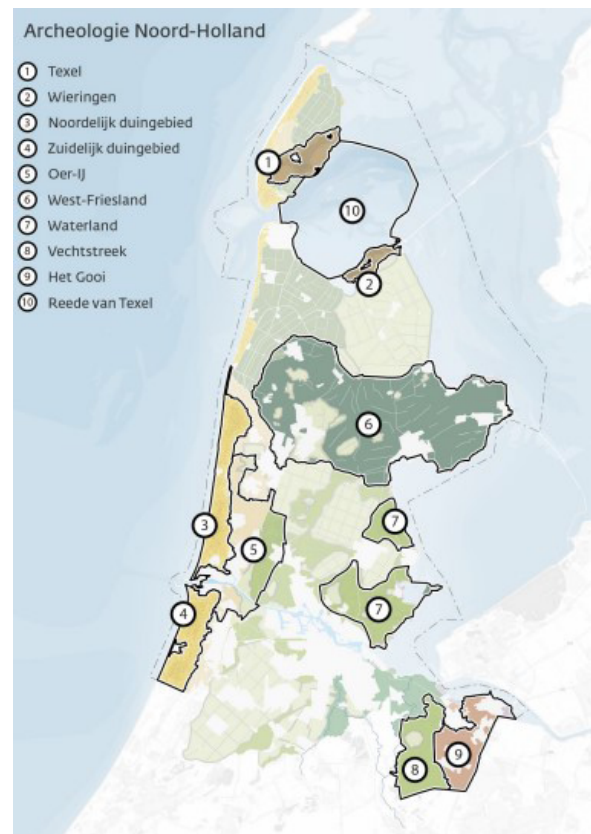 Archeologie Noord-Holland
1 Texel
2 Wieringen
3 Noordelijk duingebied
4 Zuidelijk duingebied
5 Oer-IJ
6 West-Friesland
7 Waterland
8 Vechtstreek
9 Het Gooi
10 Reede van Texel
1
10
2
6
3
7
5
4
7
9
8